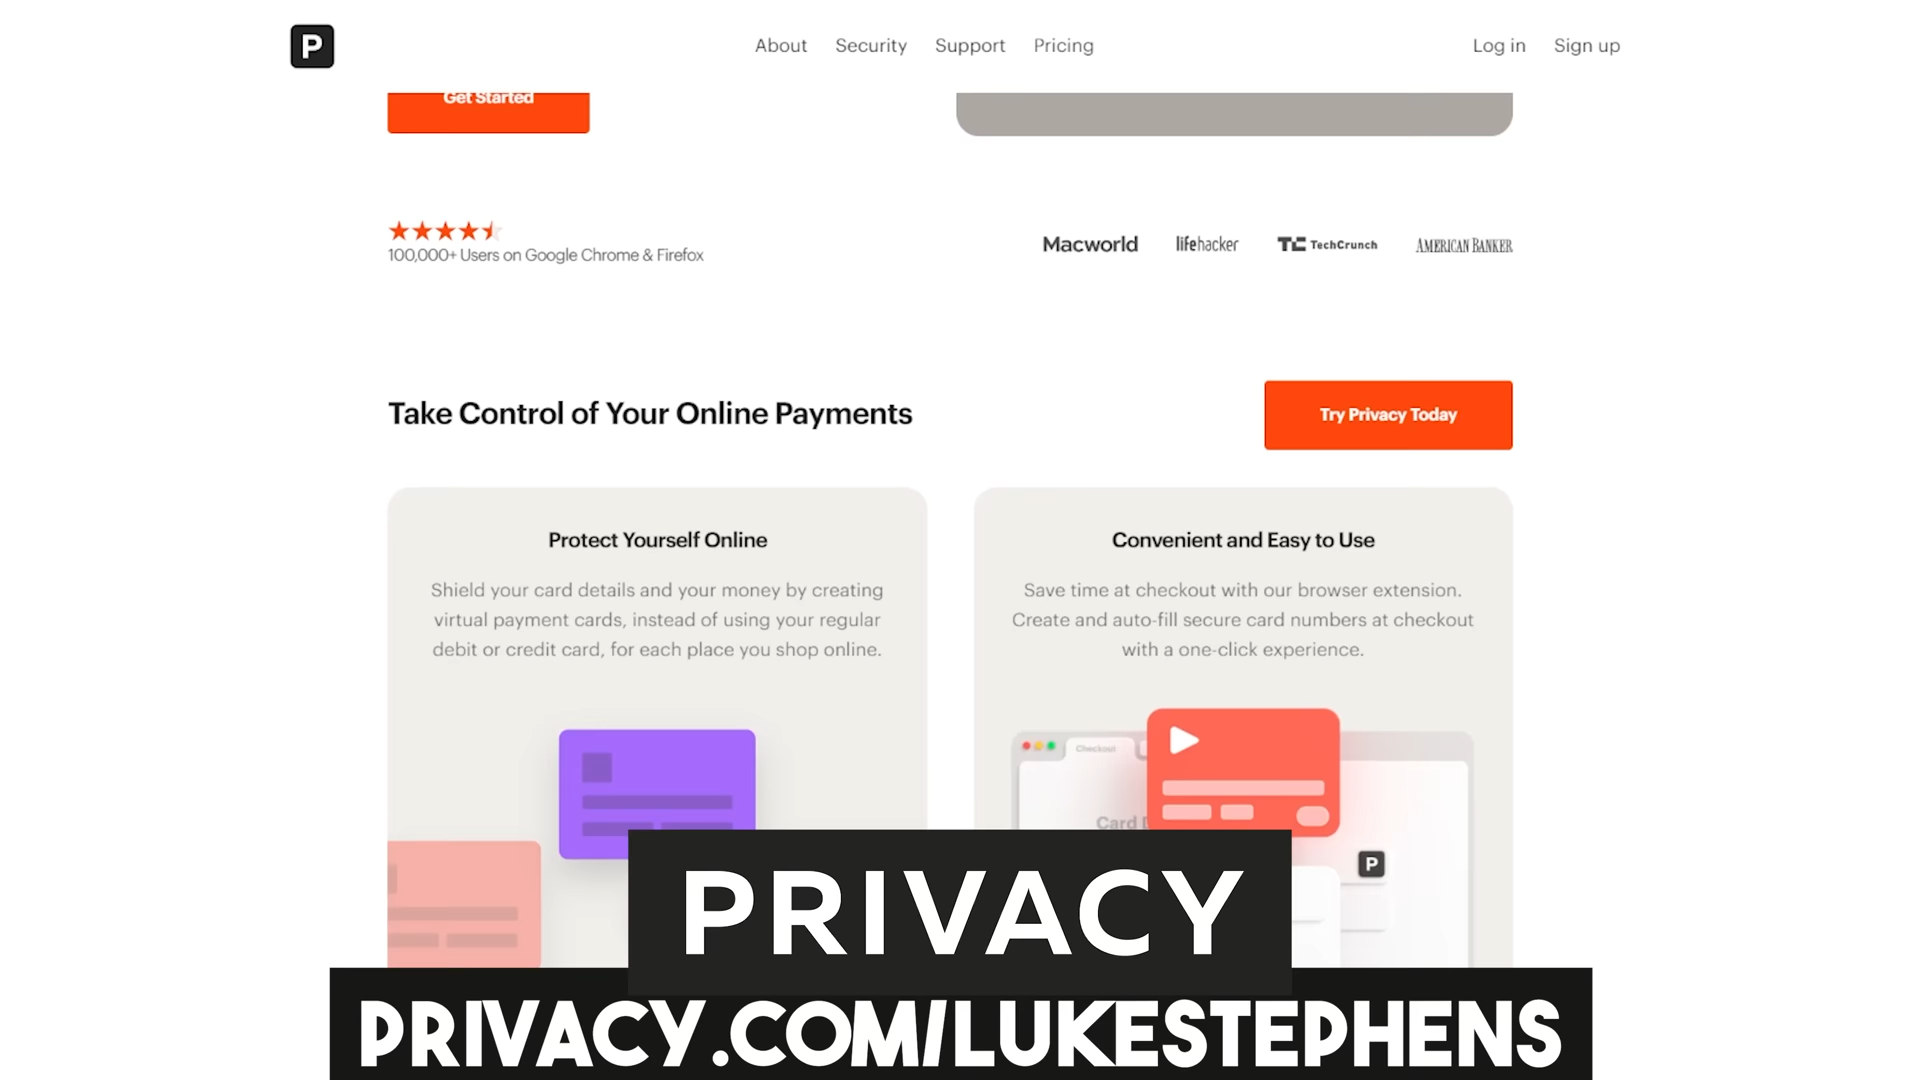 P
About Security Support Pricing
Log in Sign up
Get Started
100,000+ Users on Google Chrome & Firefox
Macworld lifehacker TC TechCrunch AMERICAN BANKER
Take Control of Your Online Payments
Try Privacy Today
Protect Yourself Online
Shield your card details and your money by creating
virtual payment cards, instead of using your regular
debit or credit card, for each place you shop online.
Convenient and Easy to Use
Save time at checkout with our browser extension.
Create and auto-fill secure card numbers at checkout
with a one-click experience.
Checkout
Card
P
PRIVACY
PRIVACY.COM/LUKESTEPHENS